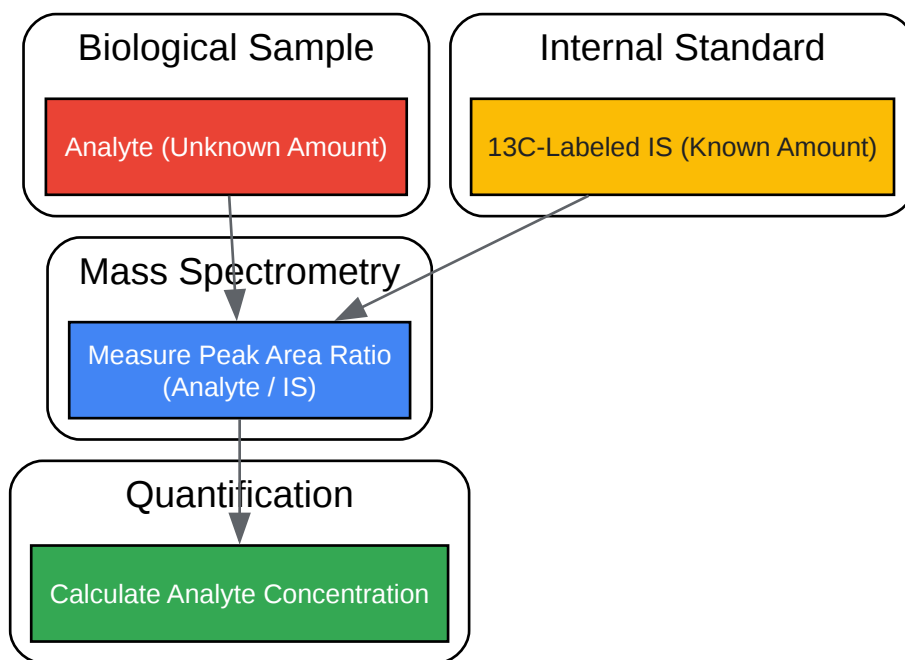 Biological Sample
Internal Standard
Analyte (Unknown Amount)
13C-Labeled IS (Known Amount)
Mass Spectrometry
Measure Peak Area Ratio
(Analyte / IS)
Quantification
Calculate Analyte Concentration